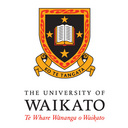 KO TE TANGATA
THE UNIVERSITY OF
WAIKATO
Te Whare Wānanga o Waikato